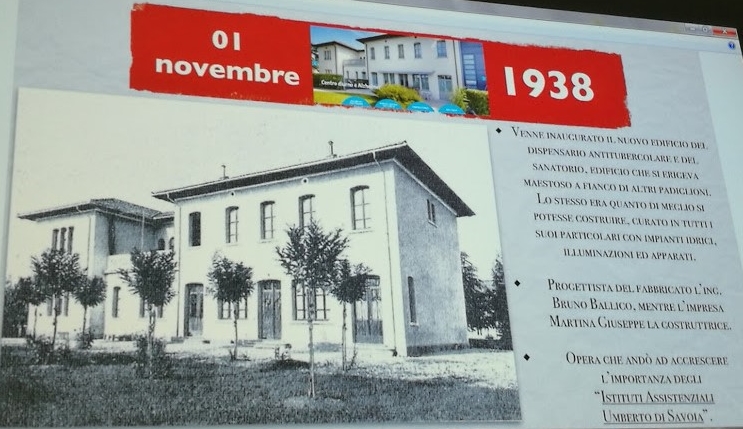 01
novembre
Centro diurno e
1938
VENNE INAUGURATO IL NUOVO EDIFICIO DEL
DISPENSARIO ANTITUBERCOLARE E DEL
SANATORIO, EDIFICIO CHE SI ERIGEVA
MAESTOSO A FIANCO DI ALTRI PADIGLIONI.
LO STESSO ERA QUANTO DI MEGLIO SI
POTESSE COSTRUIRE, CURATO IN TUTTI I
SUOI PARTICOLARI CON IMPIANTI IDRICI,
ILLUMINAZIONI ED APPARATI.
PROGETTISTA DEL FABBRICATO L'ING.
BRUNO BALLICO, MENTRE L'IMPRESA
MARTINA GIUSEPPE LA COSTRUTTRICE.
OPERA CHE ANDÒ AD ACCRESCERE
L'IMPORTANZA DEGLI
"ISTITUTI ASSISTENZIALI
UMBERTO DI SAVOIA".